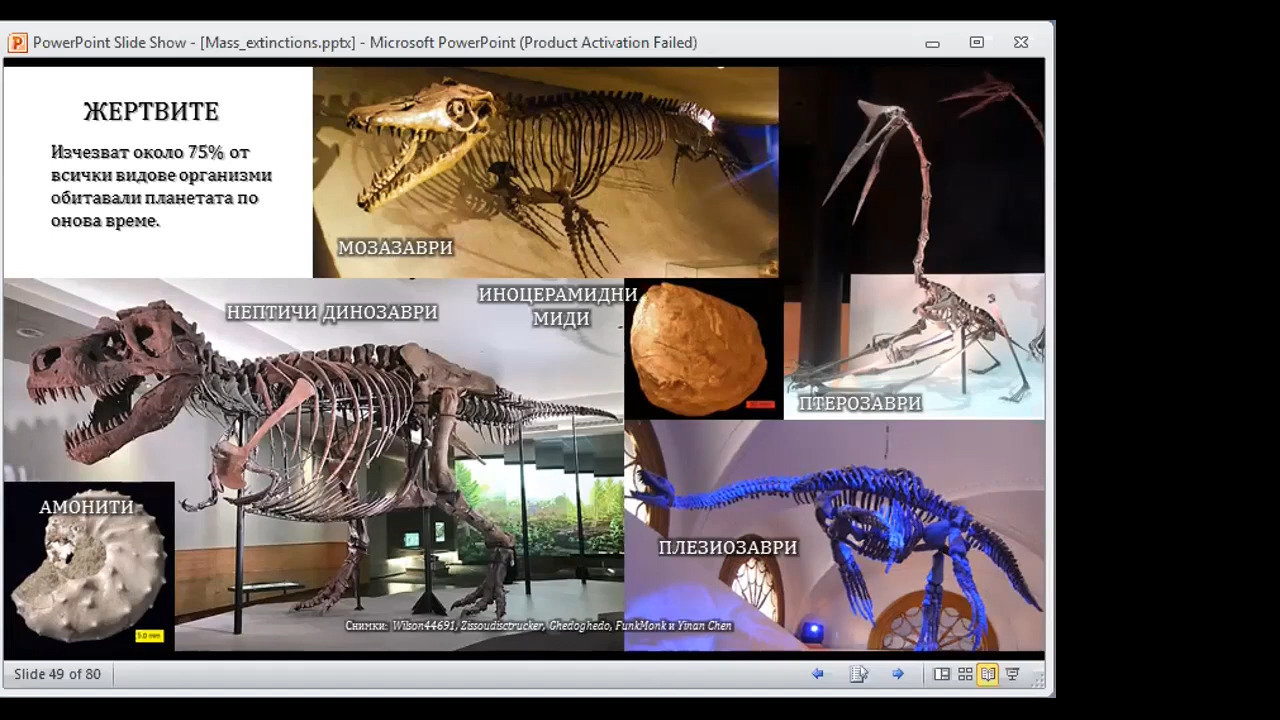 PowerPoint Slide Show - [Mass_extinctions.pptx] - Microsoft PowerPoint (Product Activation Failed)
ЖЕРТВИТЕ
Изчезват около 75% от
всички видове организми
обитавали планетата по
онова време.
МОЗАЗАВРИ
НЕПТИЧИ ДИНОЗАВРИ
ИНОЦЕРАМИДНИ
МИДИ
ПТЕРОЗАВРИ
АМОНИТИ
ПЛЕЗИОЗАВРИ
5.0 mm
Снимки: Wilson44691, Zissoudisctrucker, Ghedoghedo, FunkMonk и Yinan Chen
Slide 49 of 80